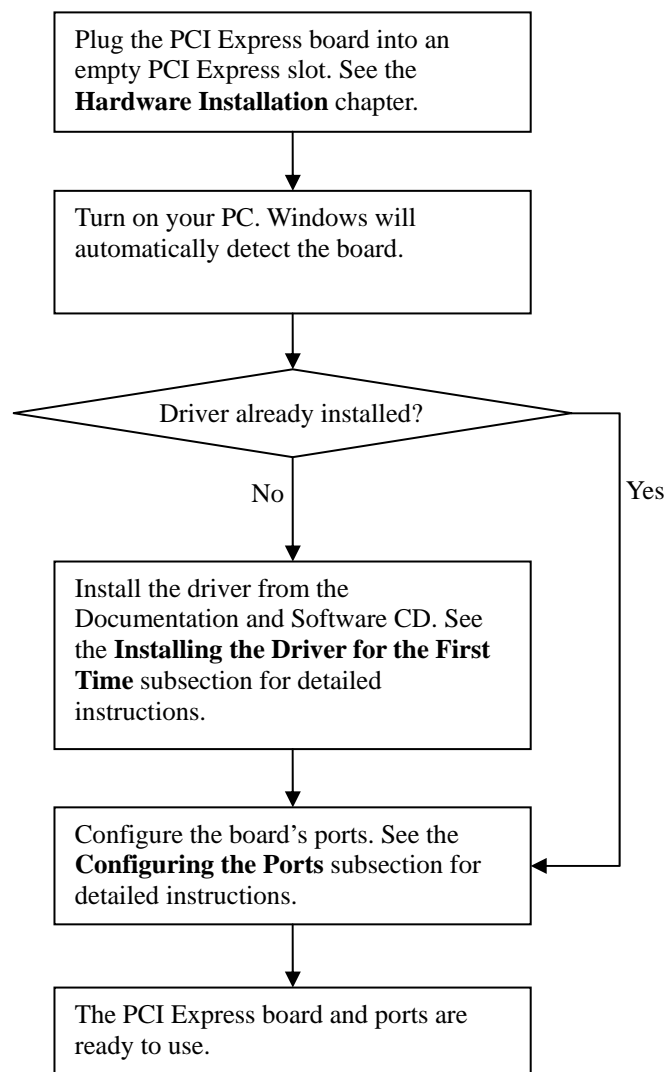 Plug the PCI Express board into an
empty PCI Express slot. See the
Hardware Installation chapter.
Turn on your PC. Windows will
automatically detect the board.
Driver already installed?
No
Yes
Install the driver from the
Documentation and Software CD. See
the Installing the Driver for the First
Time subsection for detailed
instructions.
Configure the board’s ports. See the
Configuring the Ports subsection for
detailed instructions.
The PCI Express board and ports are
ready to use.